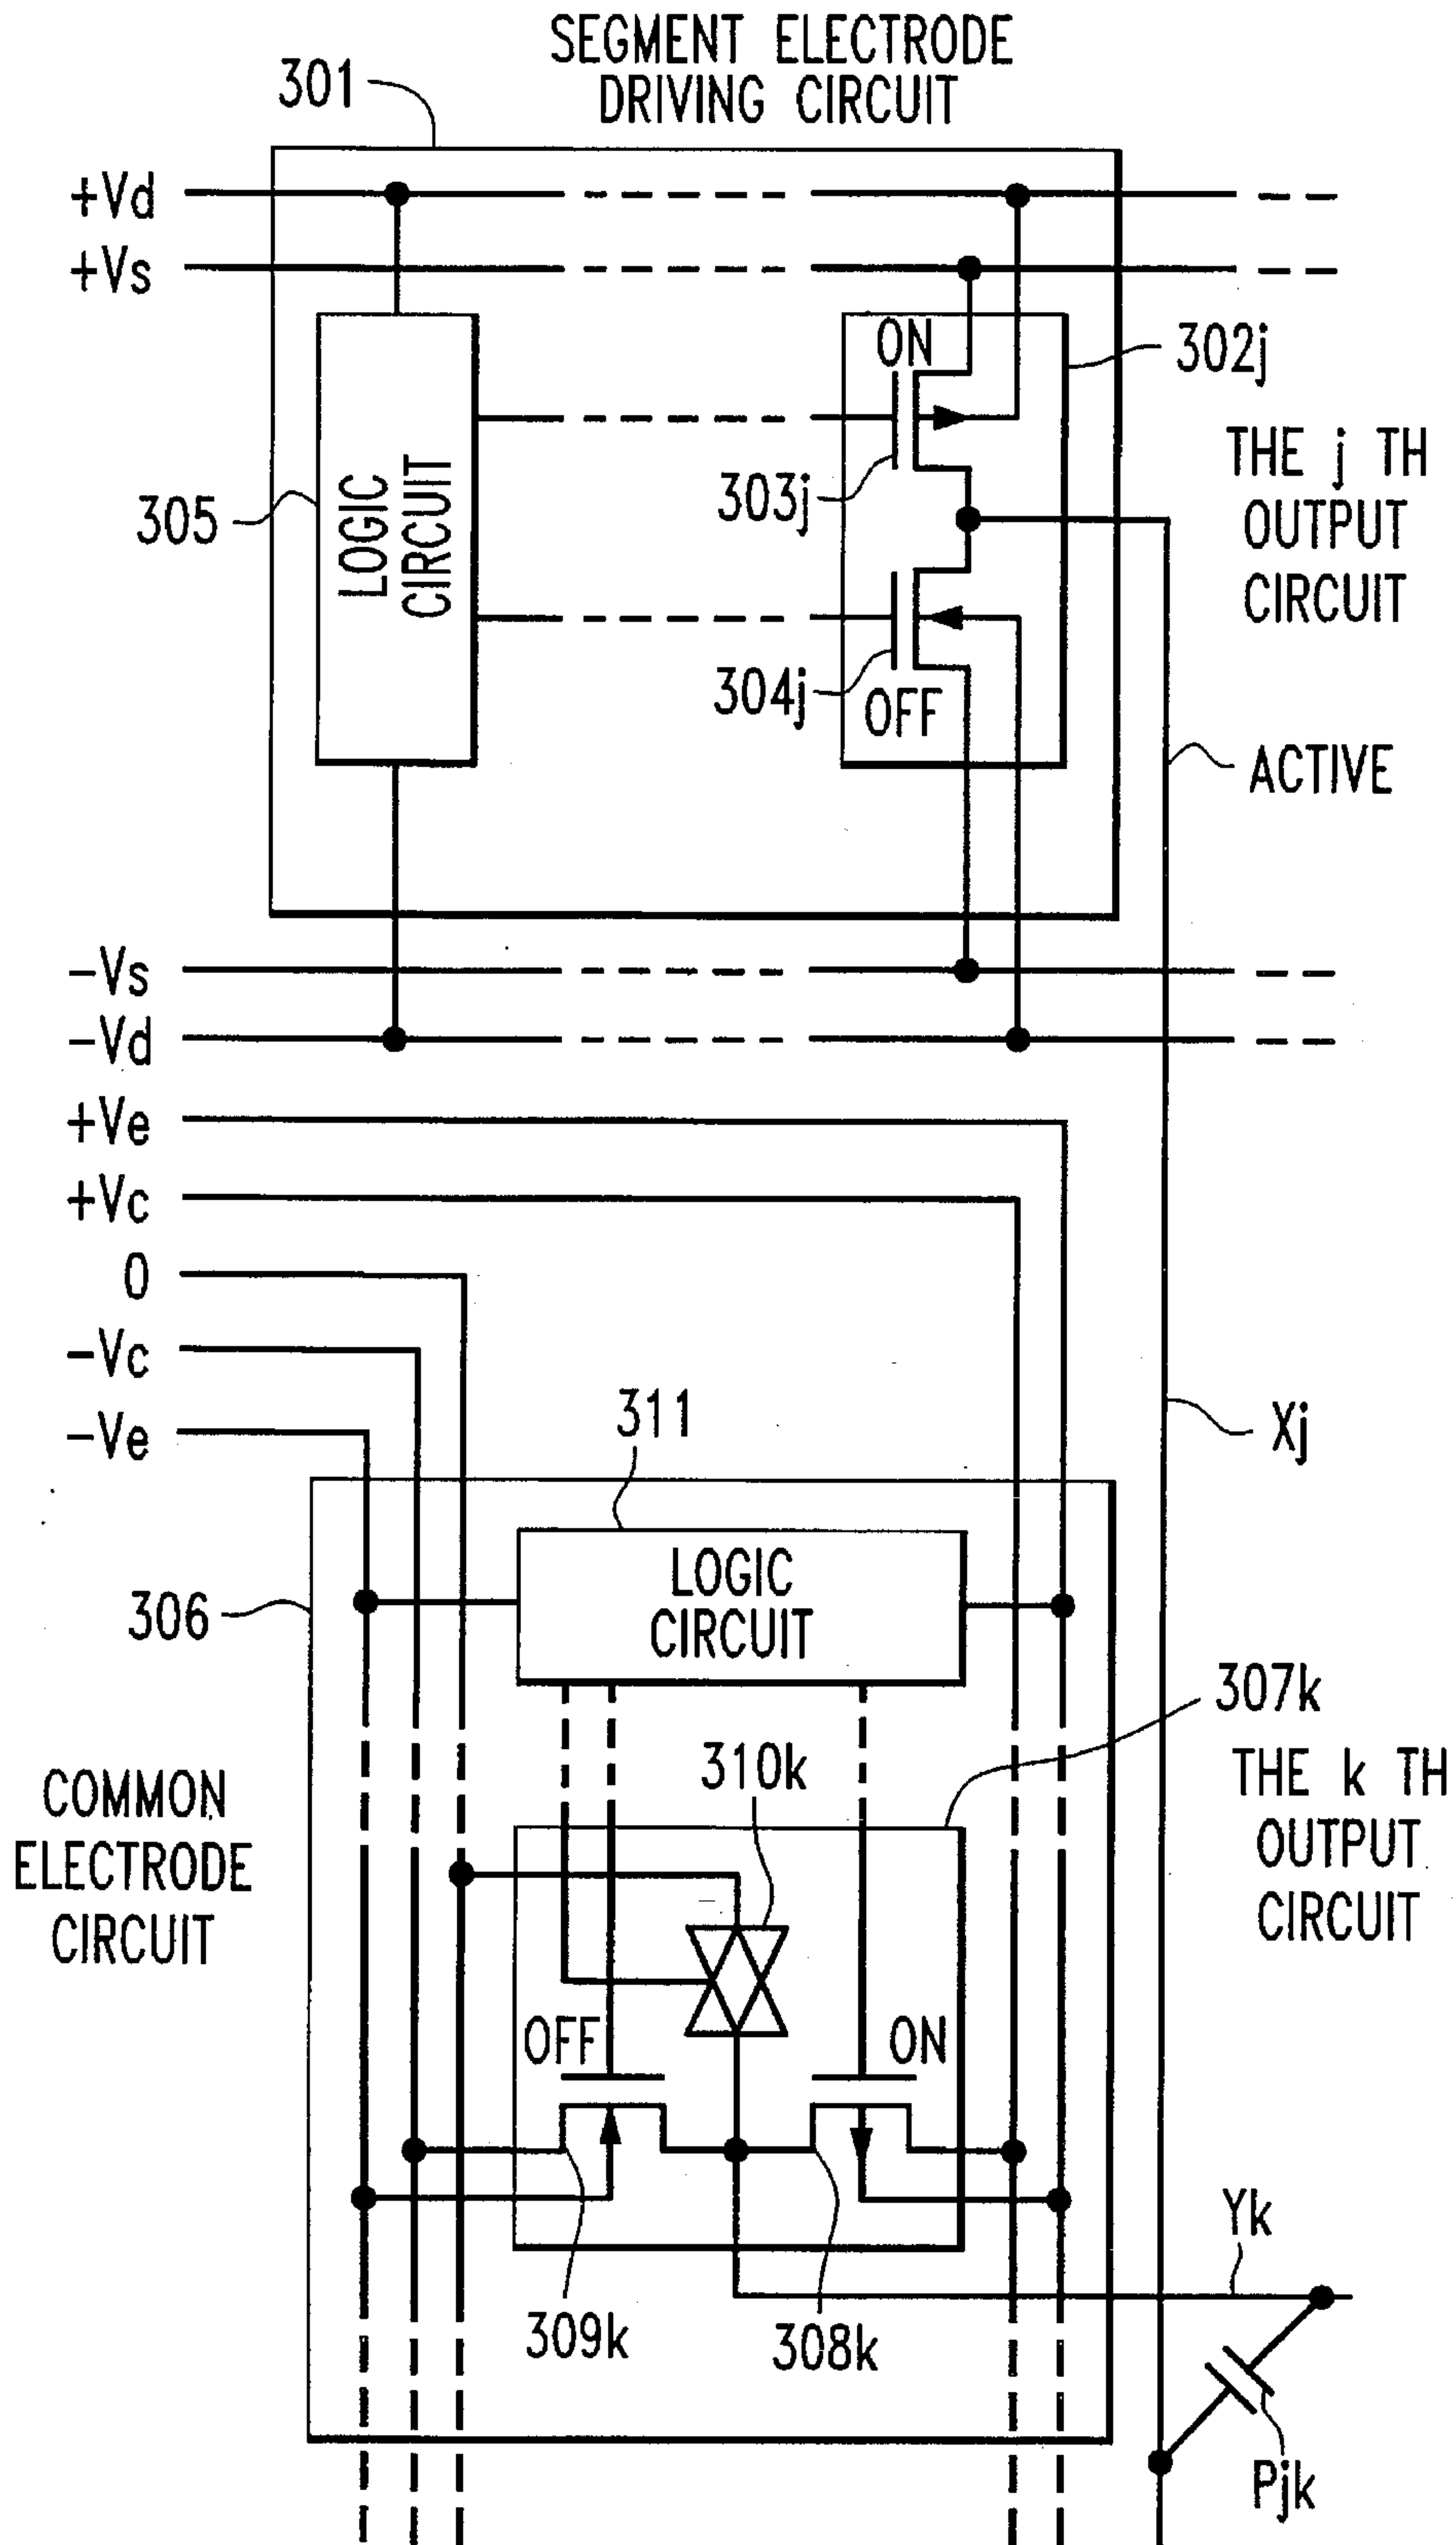 SEGMENT ELECTRODE
DRIVING CIRCUIT
301
+Vd
+Vs
ON
302j
303j
THE j TH
OUTPUT
CIRCUIT
305
LOGIC
CIRCUIT
304j
OFF
ACTIVE
-Vs
-Vd
+Ve
+Vc
0
-Vc
-Ve
311
Xj
LOGIC
CIRCUIT
306
307k
310k
THE k TH
OUTPUT
CIRCUIT
COMMON
ELECTRODE
CIRCUIT
OFF
ON
Yk
309k
308k
Pjk